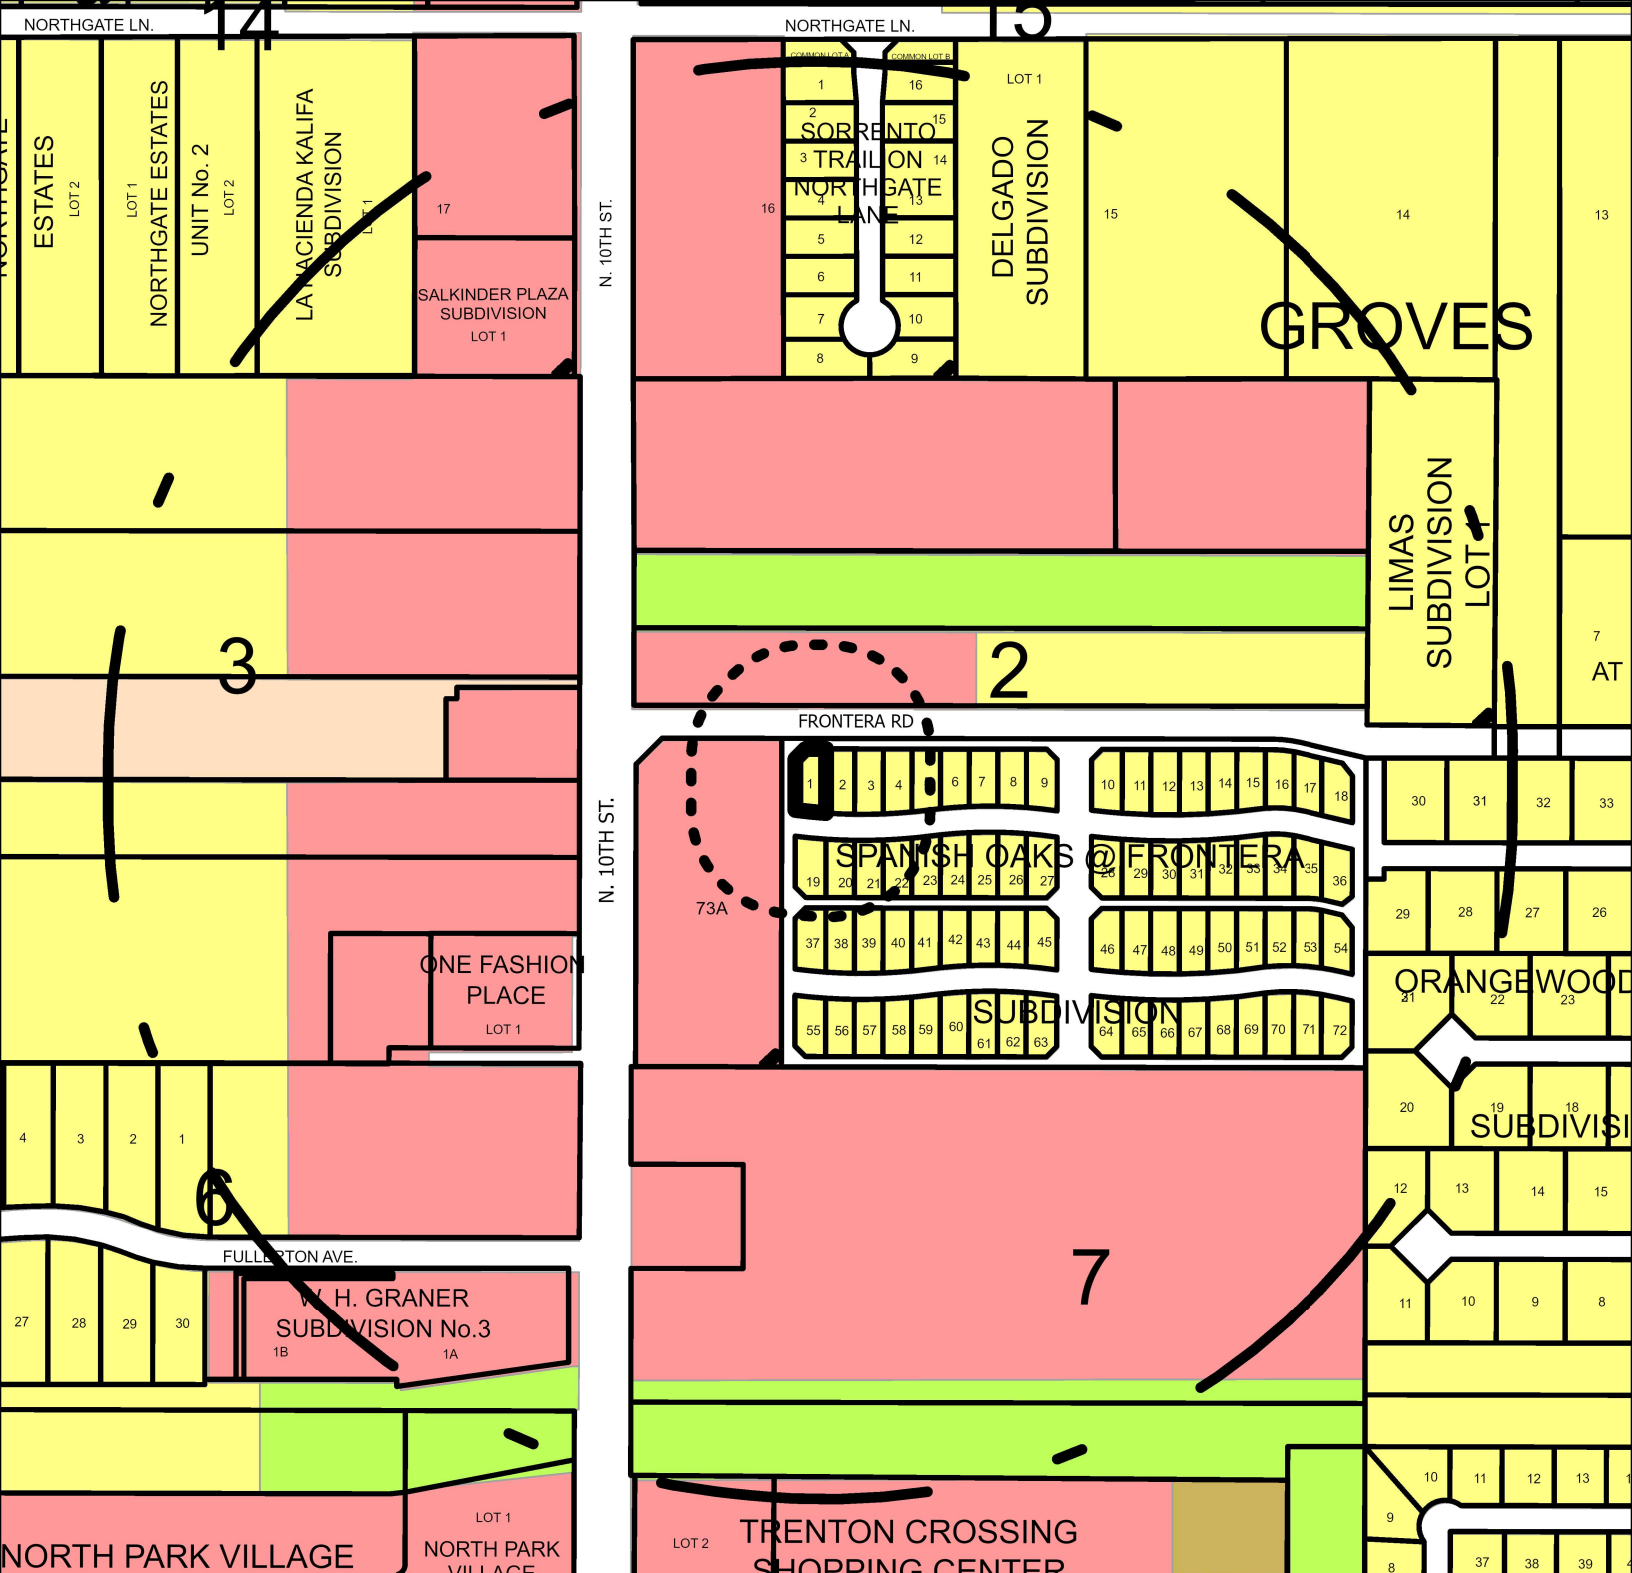 NORTHGATE LN.
14
NORTHGATE LN.
15
ESTATES
LOT 2
LOT 1
NORTHGATE ESTATES
UNIT No. 2
LOT 2
LA HACIENDA KALIFA
SUBDIVISION
LOT 1
17
SALKINDER PLAZA
SUBDIVISION
LOT 1
N. 10TH ST.
16
COMMON LOT A
COMMON LOT B
1
16
2
15
SORRENTO
3
TRAIL ON
14
NORTHGATE
4
13
LANE
5
12
6
11
7
10
8
9
LOT 1
DELGADO
SUBDIVISION
15
14
13
GROVES
LIMAS
SUBDIVISION
LOT 1
7
AT
3
2
FRONTERA RD
N. 10TH ST.
73A
1 2 3 4 6 7 8 9
10 11 12 13 14 15 16 17 18
SPANISH OAKS @ FRONTERA
19 20 21 22 23 24 25 26 27
28 29 30 31 32 33 34 35 36
37 38 39 40 41 42 43 44 45
46 47 48 49 50 51 52 53 54
SUBDIVISION
55 56 57 58 59 60 61 62 63
64 65 66 67 68 69 70 71 72
30 31 32 33
29 28 27 26
ORANGEWOOD
21 22 23
20 19 18
SUBDIVISI
12 13 14 15
11 10 9 8
ONE FASHION
PLACE
LOT 1
4 3 2 1
6
FULLERTON AVE.
W. H. GRANER
SUBDIVISION No.3
1B
1A
27 28 29 30
7
10 11 12 13
9
8
37 38 39
LOT 1
NORTH PARK VILLAGE
NORTH PARK
VILLAGE
LOT 2
TRENTON CROSSING
SHOPPING CENTER